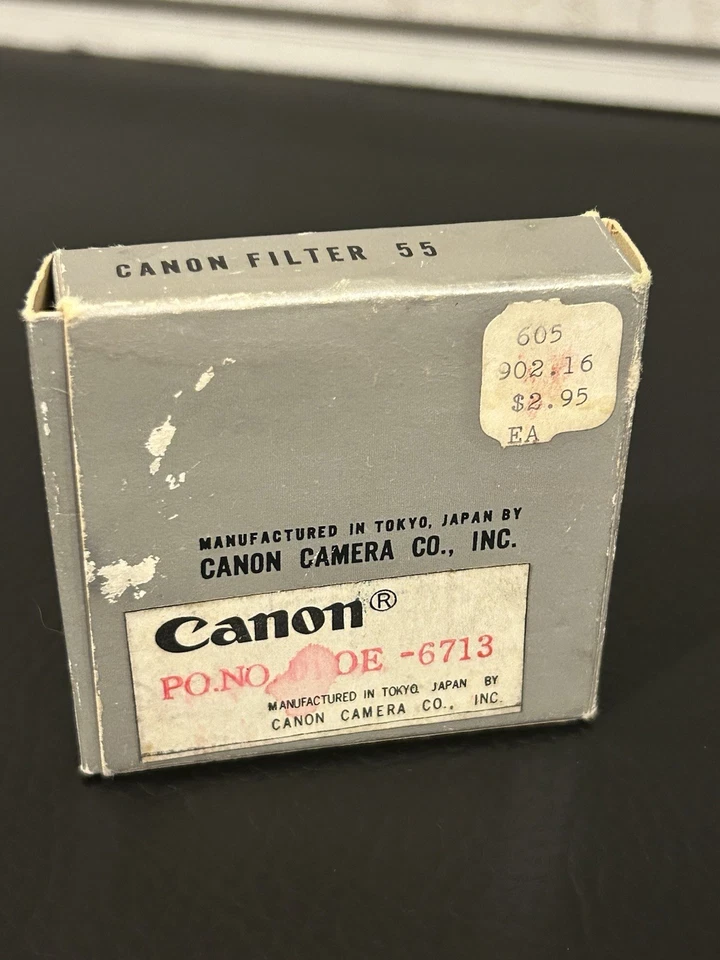 CANON FILTER 55
605
902.16
$2.95
EA
MANUFACTURED IN TOKYO, JAPAN BY
CANON CAMERA CO., INC.
Canon®
PO.NO. OE -6713
MANUFACTURED IN TOKYO, JAPAN BY
CANON CAMERA CO., INC.